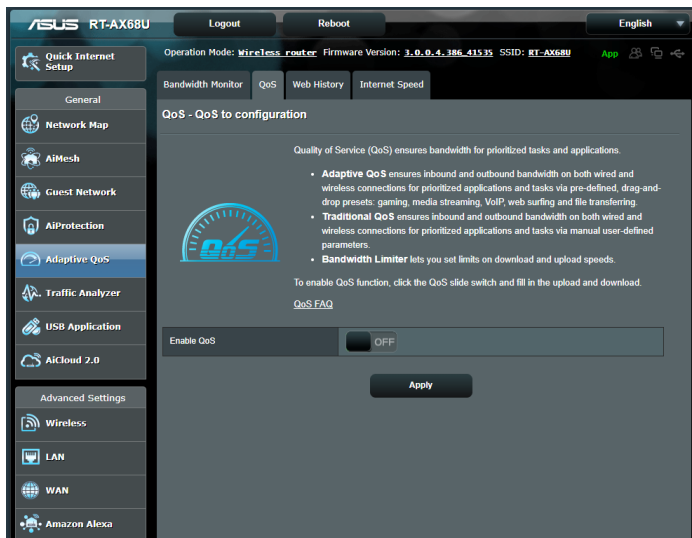 ASUS RT-AX68U
Logout
Reboot
English
Quick Internet
Setup
General
Network Map
AiMesh
Guest Network
AiProtection
Adaptive QoS
Traffic Analyzer
USB Application
AiCloud 2.0
Advanced Settings
Wireless
LAN
WAN
Amazon Alexa
Operation Mode: Wireless router Firmware Version: 3.0.0.4.386_41535 SSID: RT-AX68U
App
Bandwidth Monitor QoS Web History Internet Speed
QoS - QoS to configuration
QoS
Quality of Service (QoS) ensures bandwidth for prioritized tasks and applications.
• Adaptive QoS ensures inbound and outbound bandwidth on both wired and
wireless connections for prioritized applications and tasks via pre-defined, drag-and-
drop presets: gaming, media streaming, VoIP, web surfing and file transferring.
• Traditional QoS ensures inbound and outbound bandwidth on both wired and
wireless connections for prioritized applications and tasks via manual user-defined
parameters.
• Bandwidth Limiter lets you set limits on download and upload speeds.
To enable QoS function, click the QoS slide switch and fill in the upload and download.
QoS FAQ
Enable QoS
OFF
Apply